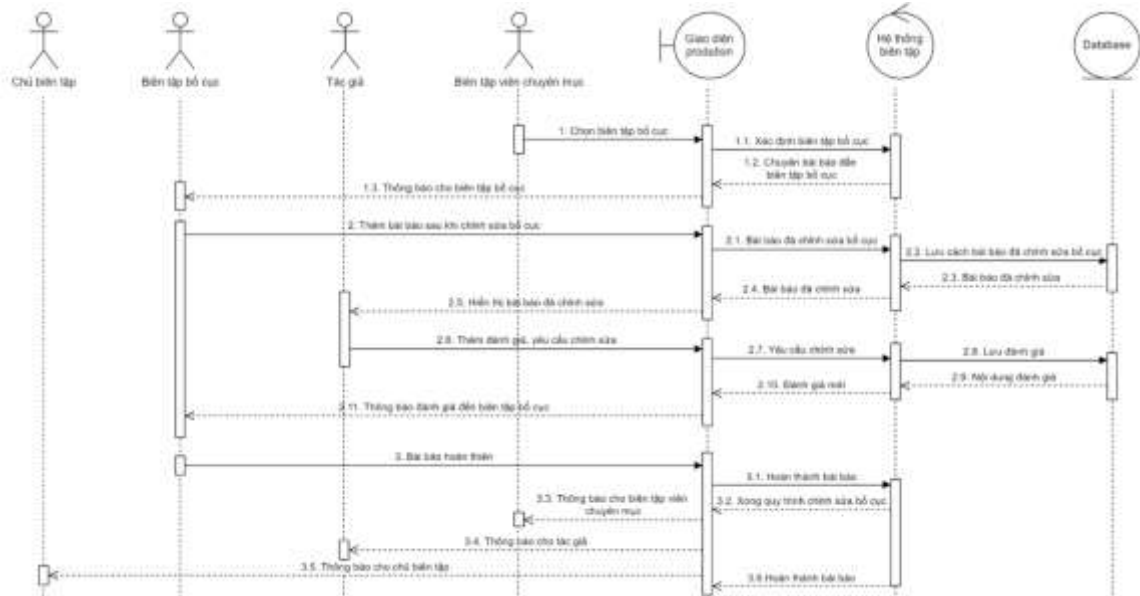 Chủ biên tập
Biên tập bố cục
Tác giả
Biên tập viên chuyên mục
Giao diện
prodution
Hệ thống
biên tập
Database
1. Chọn biên tập bố cục
1.1. Xác định biên tập bố cục
1.2. Chuyển bài báo đến
biên tập bố cục
1.3. Thông báo cho biên tập bố cục
2. Thêm bài báo sau khi chỉnh sửa bố cục
2.1. Bài báo đã chỉnh sửa bố cục
2.2. Lưu cách bài báo đã chỉnh sửa bố cục
2.3. Bài báo đã chỉnh sửa
2.4. Bài báo đã chỉnh sửa
2.5. Hiển thị bài báo đã chỉnh sửa
2.6. Thêm đánh giá, yêu cầu chỉnh sửa
2.7. Yêu cầu chỉnh sửa
2.8. Lưu đánh giá
2.9. Nội dung đánh giá
2.10. Đánh giá mới
2.11. Thông báo đánh giá đến biên tập bố cục
3. Bài báo hoàn thiện
3.1. Hoàn thành bài báo
3.2. Xong quy trình chỉnh sửa bố cục
3.3. Thông báo cho biên tập viên
chuyên mục
3.4. Thông báo cho tác giả
3.5. Thông báo cho chủ biên tập
3.6 Hoàn thành bài báo